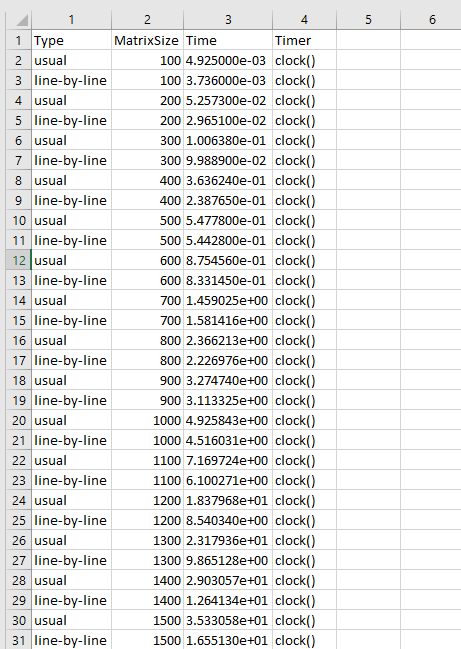 1 2 3 4 5 6
1 Type MatrixSize Time Timer
2 usual 100 4.925000e-03 clock()
3 line-by-line 100 3.736000e-03 clock()
4 usual 200 5.257300e-02 clock()
5 line-by-line 200 2.965100e-02 clock()
6 usual 300 1.006380e-01 clock()
7 line-by-line 300 9.988900e-02 clock()
8 usual 400 3.636240e-01 clock()
9 line-by-line 400 2.387650e-01 clock()
10 usual 500 5.477800e-01 clock()
11 line-by-line 500 5.442800e-01 clock()
12 usual 600 8.754560e-01 clock()
13 line-by-line 600 8.331450e-01 clock()
14 usual 700 1.459025e+00 clock()
15 line-by-line 700 1.581416e+00 clock()
16 usual 800 2.366213e+00 clock()
17 line-by-line 800 2.226976e+00 clock()
18 usual 900 3.274740e+00 clock()
19 line-by-line 900 3.113325e+00 clock()
20 usual 1000 4.925843e+00 clock()
21 line-by-line 1000 4.516031e+00 clock()
22 usual 1100 7.169724e+00 clock()
23 line-by-line 1100 6.100271e+00 clock()
24 usual 1200 1.837968e+01 clock()
25 line-by-line 1200 8.540340e+00 clock()
26 usual 1300 2.317936e+01 clock()
27 line-by-line 1300 9.865128e+00 clock()
28 usual 1400 2.903057e+01 clock()
29 line-by-line 1400 1.264134e+01 clock()
30 usual 1500 3.533058e+01 clock()
31 line-by-line 1500 1.655130e+01 clock()